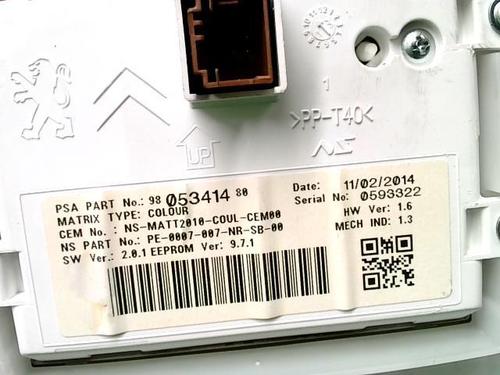 1
>PP-T40<
UP
PSA PART No.: 98 053414 80
MATRIX TYPE: COLOUR
CEM No.: NS-MATT2010-COUL-CEM00
NS PART No.: PE-0007-007-NR-SB-00
SW Ver.: 2.0.1 EEPROM Ver: 9.7.1
Date: 11/02/2014
Serial No: 0593322
HW Ver: 1.6
MECH IND: 1.3